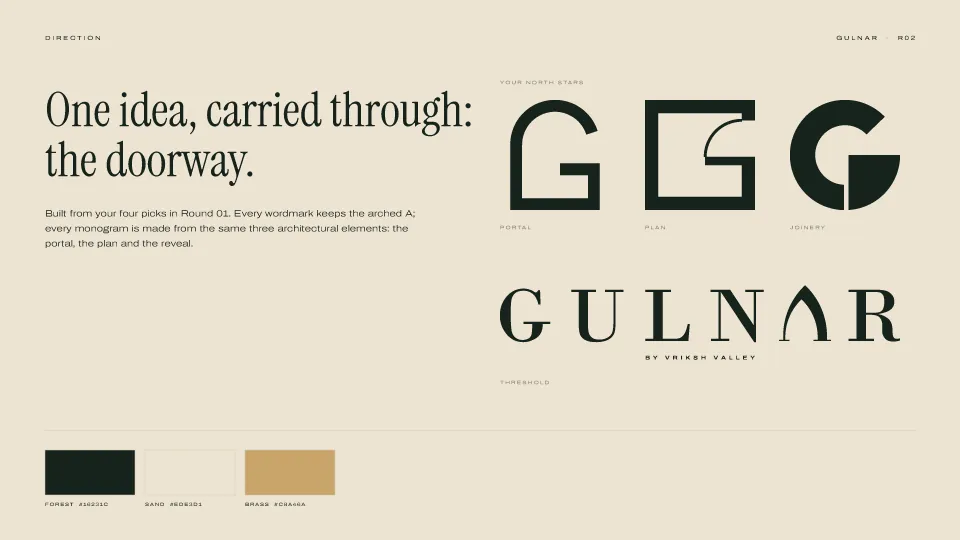 DIRECTION
GULNAR · R02
One idea, carried through:
the doorway.
Built from your four picks in Round 01. Every wordmark keeps the arched A;
every monogram is made from the same three architectural elements: the
portal, the plan and the reveal.
YOUR NORTH STARS
G G G
PORTAL
PLAN
JOINERY
GULNAR
BY VRIKSH VALLEY
THRESHOLD
FOREST #16231C
SAND #EDE3D1
BRASS #C9A46A